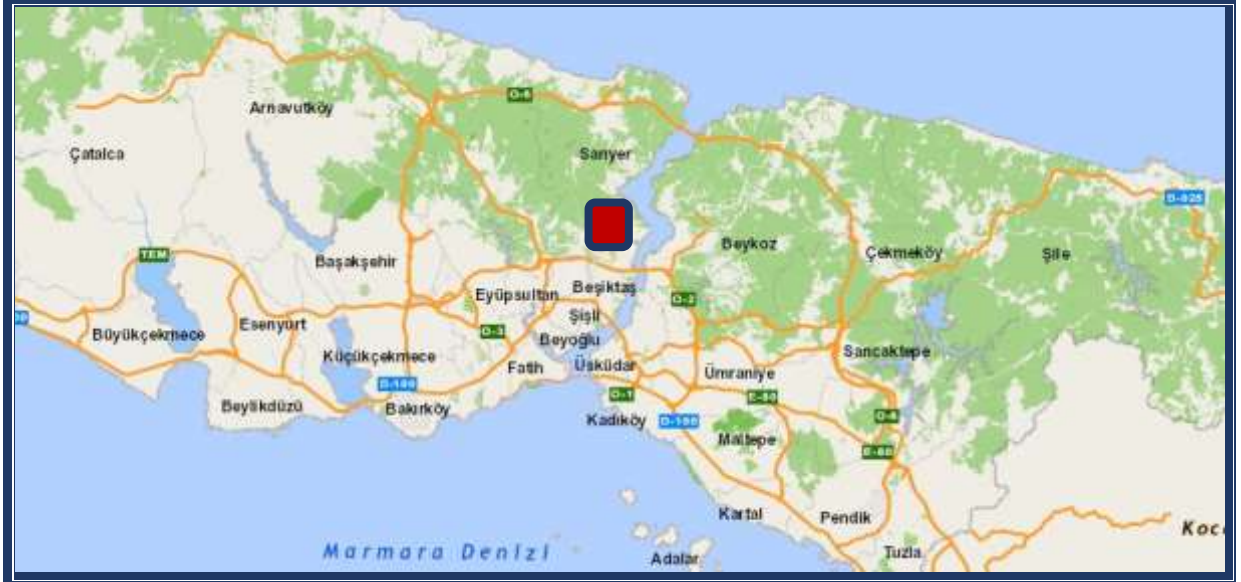 O-6
Arnavutköy
Çatalca
Sarıyer
D-020
Beykoz
Çekmeköy
Şile
TEM
Başakşehir
Eyüpsultan
Beşiktaş
O-2
Şişli
Büyükçekmece
Esenyurt
O-3
Beyoğlu
Küçükçekmece
Fatih
Üsküdar
Ümraniye
Sancaktepe
D-100
O-1
E-80
Beylikdüzü
Bakırköy
Kadıköy
D-100
O-4
Maltepe
E-80
Kartal
Pendik
Koc
Marmara Denizi
Adalar
Tuzla